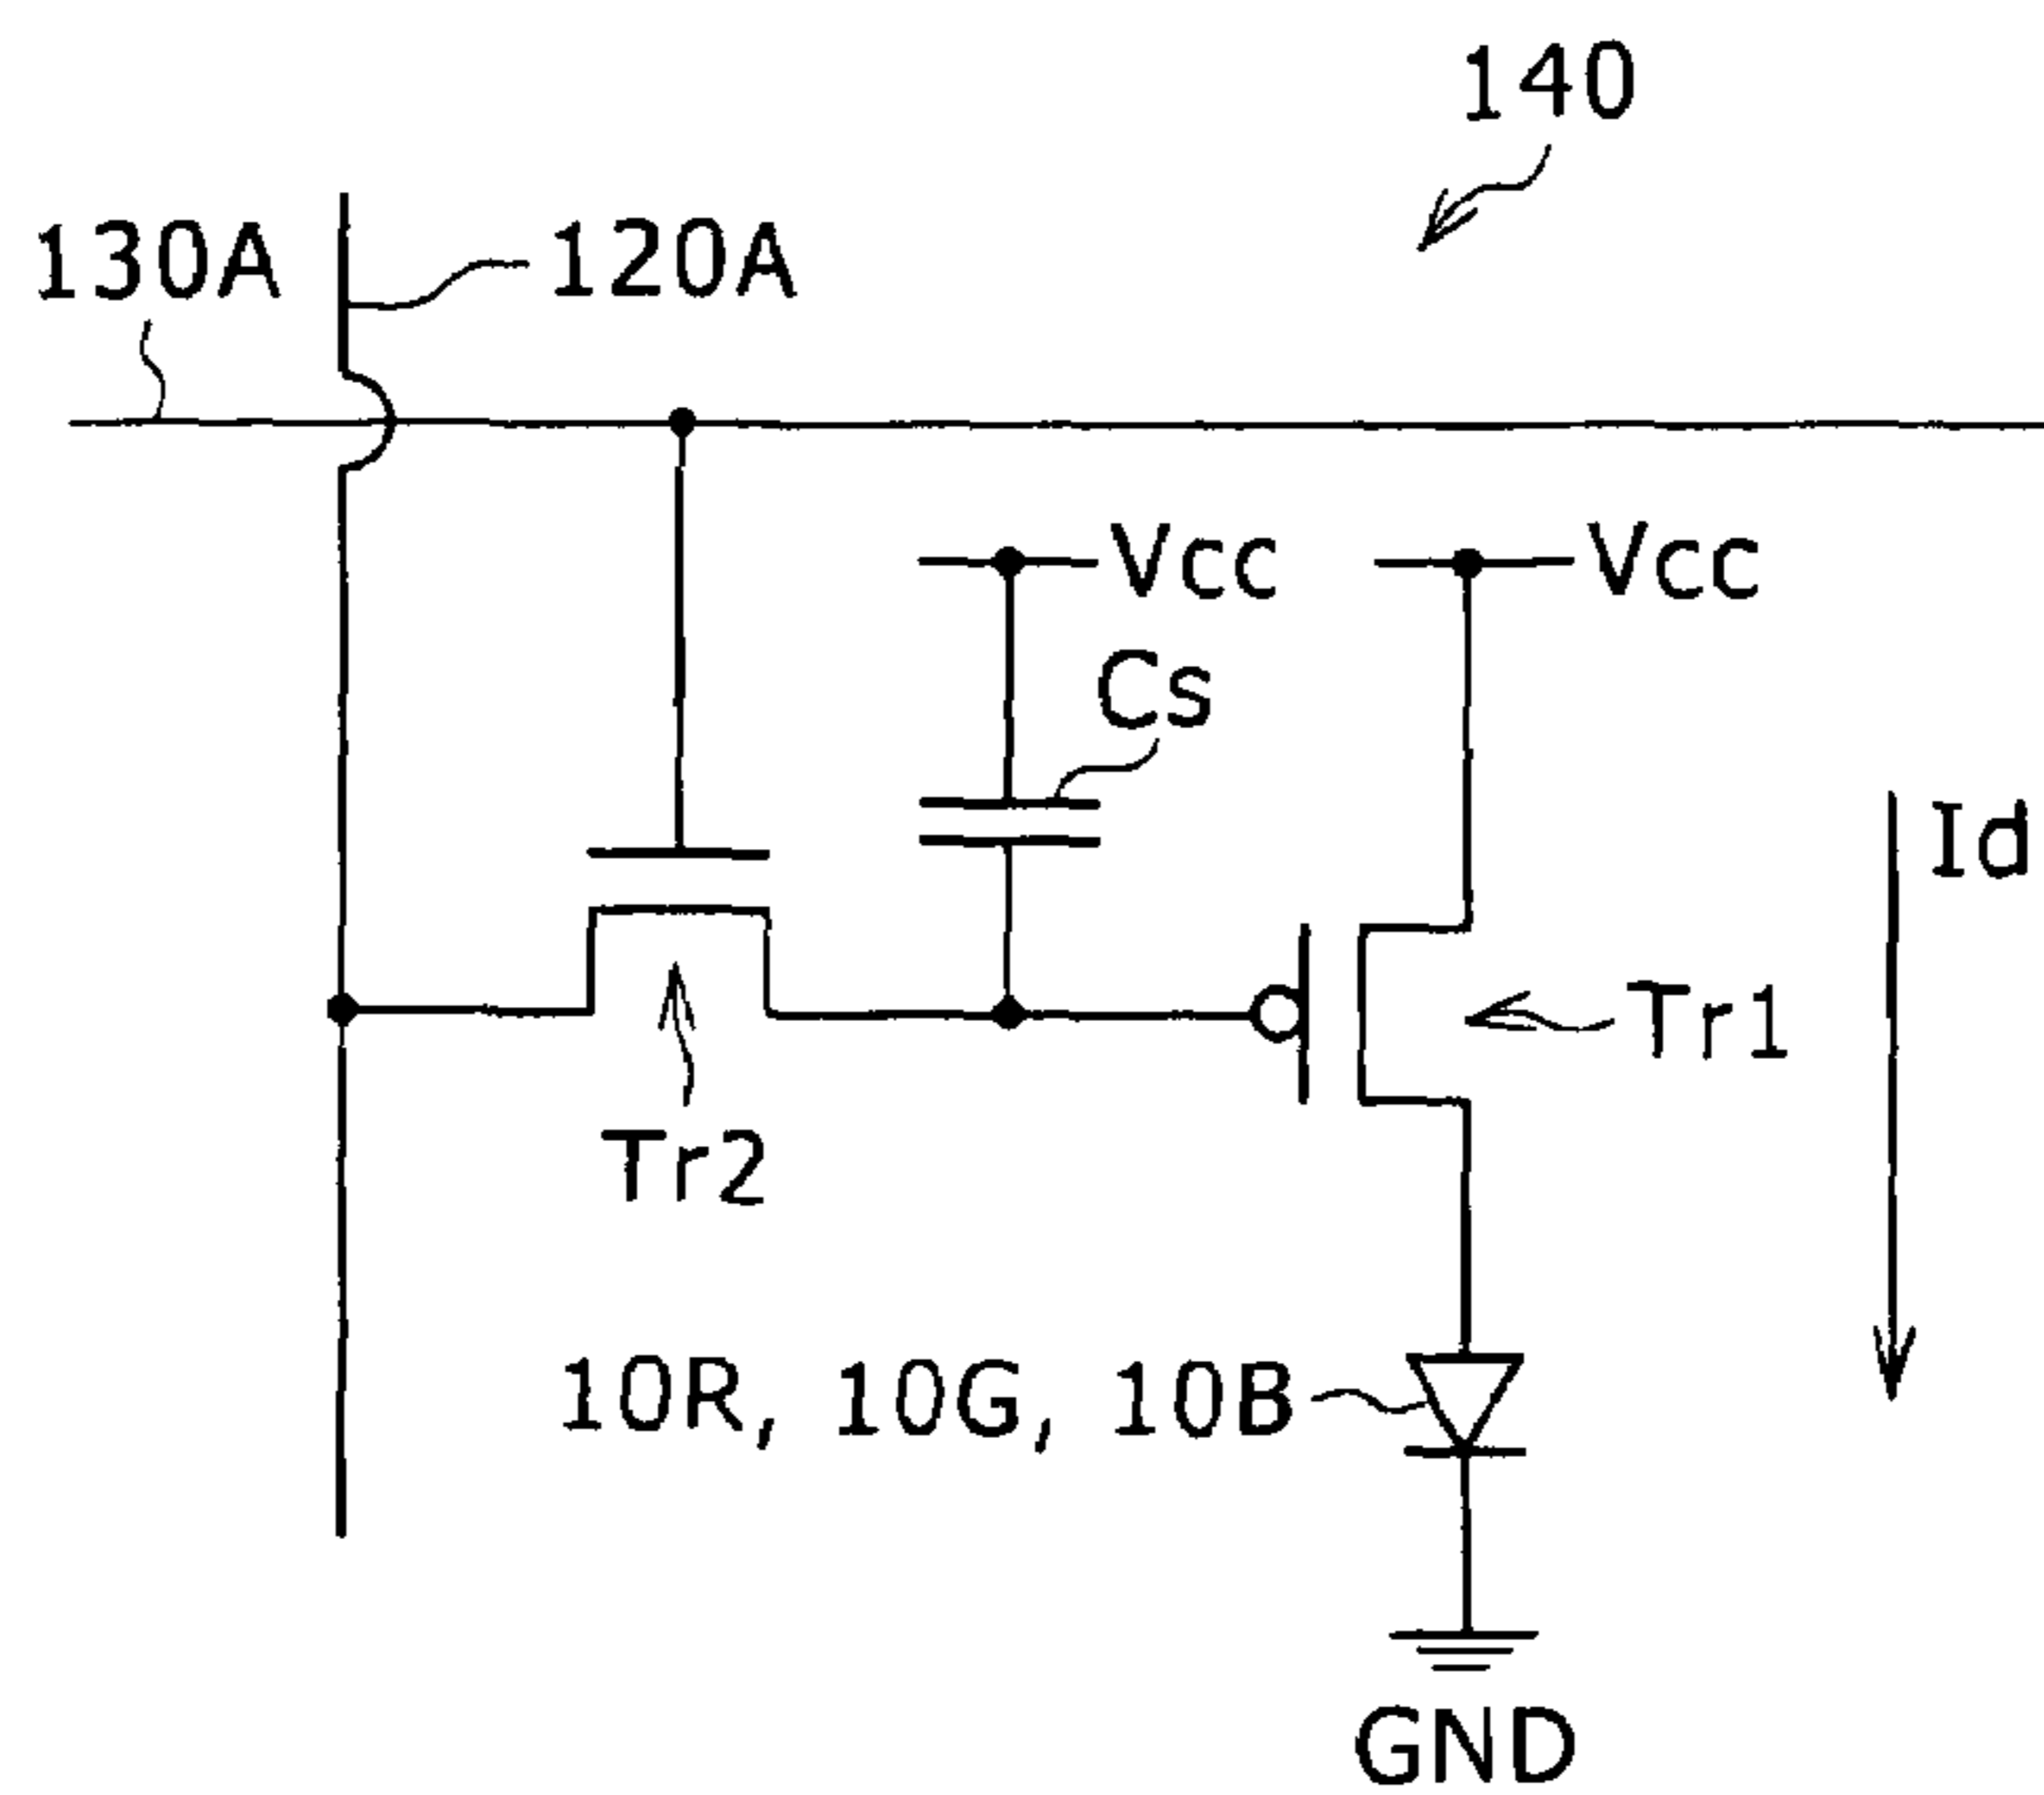 140
130A
120A
Vcc
Vcc
Cs
Id
Tr1
Tr2
10R, 10G, 10B
GND